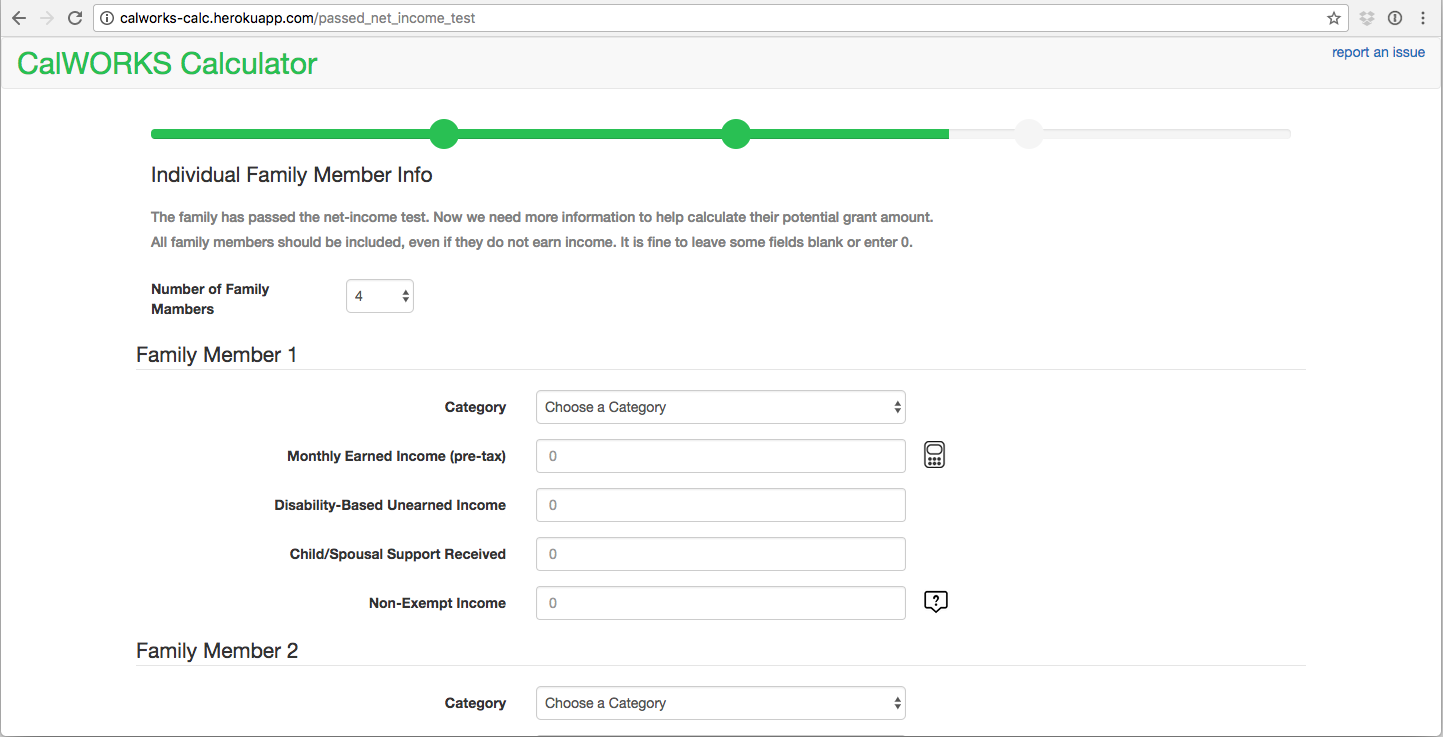 calworks-calc.herokuapp.com/passed_net_income_test
CalWORKS Calculator
report an issue
Individual Family Member Info
The family has passed the net-income test. Now we need more information to help calculate their potential grant amount.
All family members should be included, even if they do not earn income. It is fine to leave some fields blank or enter 0.
Number of Family
Mambers
4
Family Member 1
Category
Choose a Category
Monthly Earned Income (pre-tax)
0
Disability-Based Unearned Income
0
Child/Spousal Support Received
0
Non-Exempt Income
0
?
Family Member 2
Category
Choose a Category